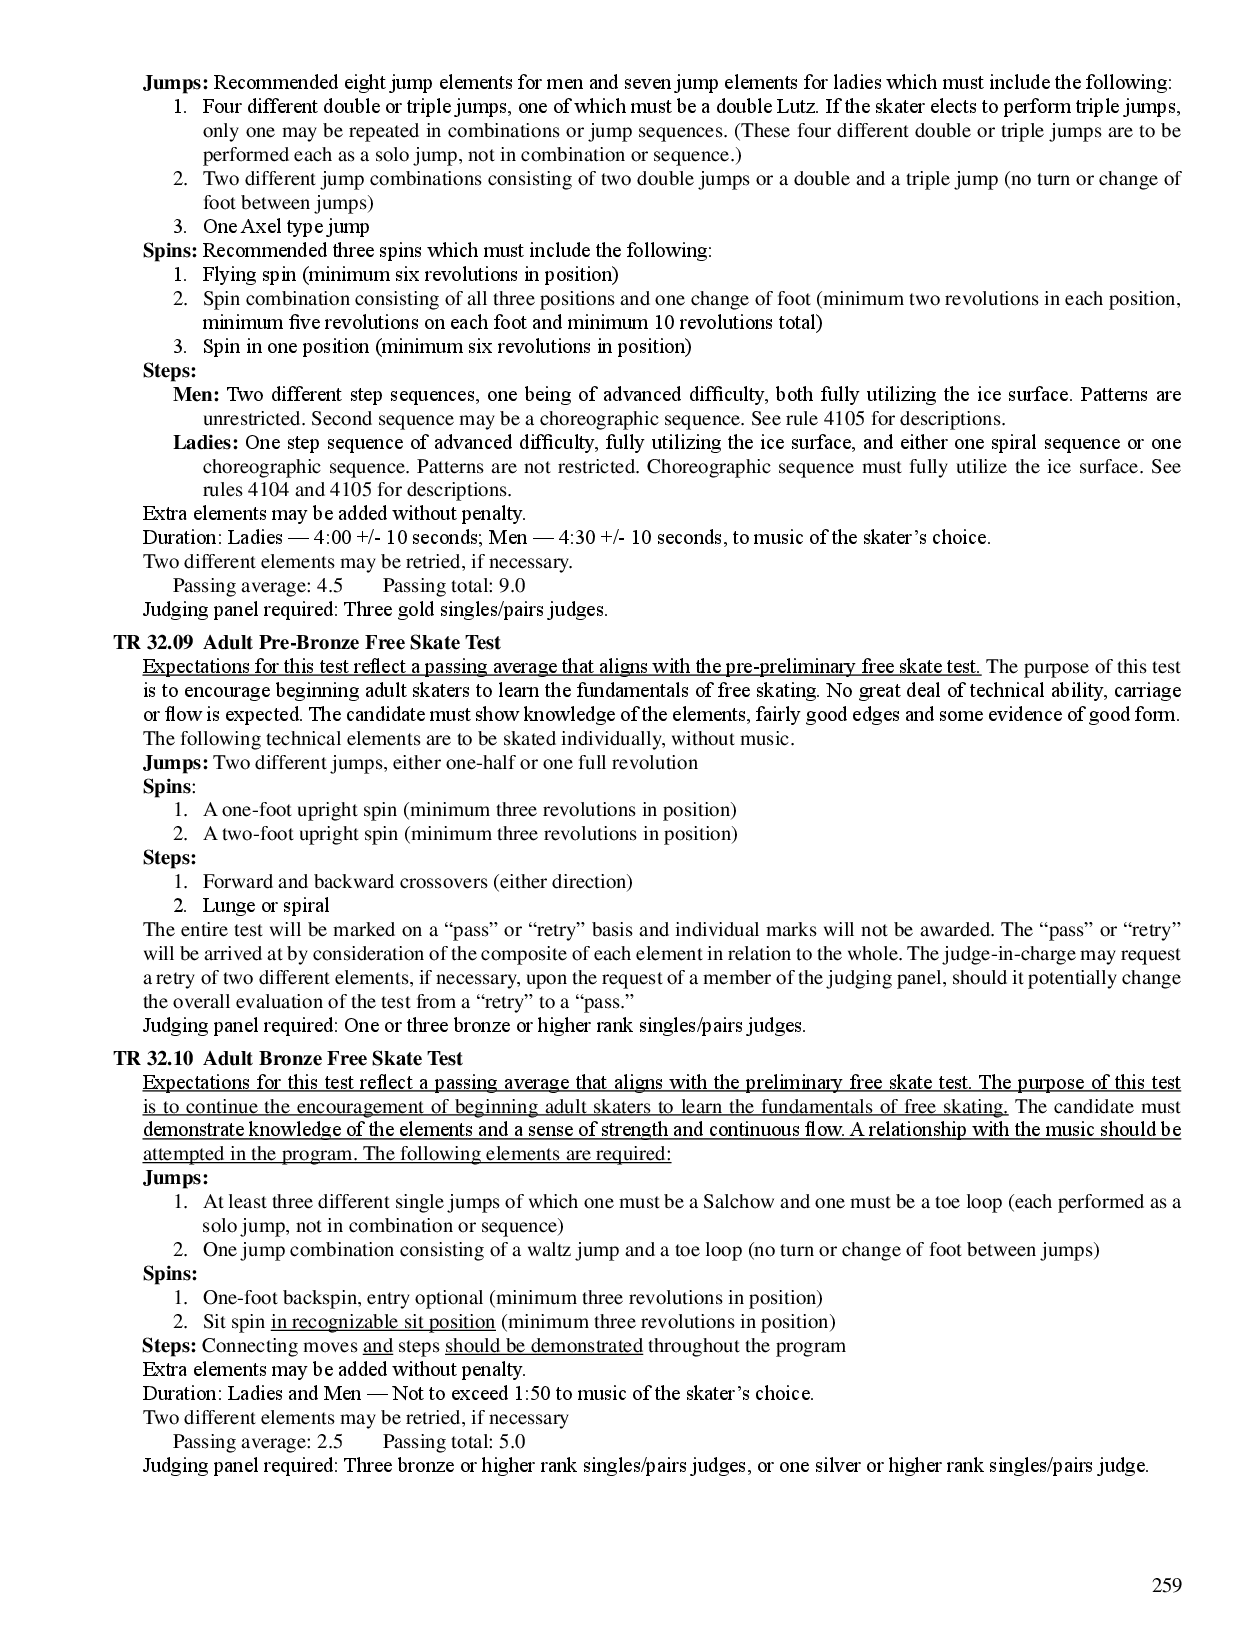 Jumps: Recommended eight jump elements for men and seven jump elements for ladies which must include the following:
1. Four different double or triple jumps, one of which must be a double Lutz. If the skater elects to perform triple jumps,
only one may be repeated in combinations or jump sequences. (These four different double or triple jumps are to be
performed each as a solo jump, not in combination or sequence.)
2. Two different jump combinations consisting of two double jumps or a double and a triple jump (no turn or change of
foot between jumps)
3. One Axel type jump
Spins: Recommended three spins which must include the following:
1. Flying spin (minimum six revolutions in position)
2. Spin combination consisting of all three positions and one change of foot (minimum two revolutions in each position,
minimum five revolutions on each foot and minimum 10 revolutions total)
3. Spin in one position (minimum six revolutions in position)
Steps:
Men: Two different step sequences, one being of advanced difficulty, both fully utilizing the ice surface. Patterns are
unrestricted. Second sequence may be a choreographic sequence. See rule 4105 for descriptions.
Ladies: One step sequence of advanced difficulty, fully utilizing the ice surface, and either one spiral sequence or one
choreographic sequence. Patterns are not restricted. Choreographic sequence must fully utilize the ice surface. See
rules 4104 and 4105 for descriptions.
Extra elements may be added without penalty.
Duration: Ladies — 4:00 +/- 10 seconds; Men — 4:30 +/- 10 seconds, to music of the skater’s choice.
Two different elements may be retried, if necessary.
Passing average: 4.5 Passing total: 9.0
Judging panel required: Three gold singles/pairs judges.
TR 32.09 Adult Pre-Bronze Free Skate Test
Expectations for this test reflect a passing average that aligns with the pre-preliminary free skate test. The purpose of this test
is to encourage beginning adult skaters to learn the fundamentals of free skating. No great deal of technical ability, carriage
or flow is expected. The candidate must show knowledge of the elements, fairly good edges and some evidence of good form.
The following technical elements are to be skated individually, without music.
Jumps: Two different jumps, either one-half or one full revolution
Spins:
1. A one-foot upright spin (minimum three revolutions in position)
2. A two-foot upright spin (minimum three revolutions in position)
Steps:
1. Forward and backward crossovers (either direction)
2. Lunge or spiral
The entire test will be marked on a “pass” or “retry” basis and individual marks will not be awarded. The “pass” or “retry”
will be arrived at by consideration of the composite of each element in relation to the whole. The judge-in-charge may request
a retry of two different elements, if necessary, upon the request of a member of the judging panel, should it potentially change
the overall evaluation of the test from a “retry” to a “pass.”
Judging panel required: One or three bronze or higher rank singles/pairs judges.
TR 32.10 Adult Bronze Free Skate Test
Expectations for this test reflect a passing average that aligns with the preliminary free skate test. The purpose of this test
is to continue the encouragement of beginning adult skaters to learn the fundamentals of free skating. The candidate must
demonstrate knowledge of the elements and a sense of strength and continuous flow. A relationship with the music should be
attempted in the program. The following elements are required:
Jumps:
1. At least three different single jumps of which one must be a Salchow and one must be a toe loop (each performed as a
solo jump, not in combination or sequence)
2. One jump combination consisting of a waltz jump and a toe loop (no turn or change of foot between jumps)
Spins:
1. One-foot backspin, entry optional (minimum three revolutions in position)
2. Sit spin in recognizable sit position (minimum three revolutions in position)
Steps: Connecting moves and steps should be demonstrated throughout the program
Extra elements may be added without penalty.
Duration: Ladies and Men — Not to exceed 1:50 to music of the skater’s choice.
Two different elements may be retried, if necessary
Passing average: 2.5 Passing total: 5.0
Judging panel required: Three bronze or higher rank singles/pairs judges, or one silver or higher rank singles/pairs judge.
259